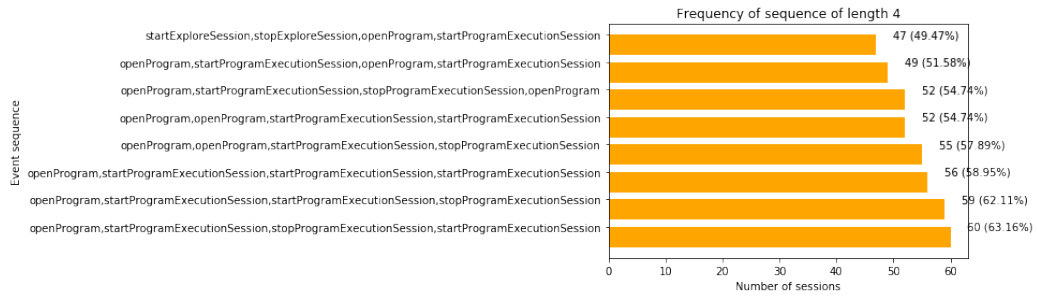 Frequency of sequence of length 4
Event sequence
startExploreSession,stopExploreSession,openProgram,startProgramExecutionSession
47 (49.47%)
openProgram,startProgramExecutionSession,openProgram,startProgramExecutionSession
49 (51.58%)
openProgram,startProgramExecutionSession,stopProgramExecutionSession,openProgram
52 (54.74%)
openProgram,openProgram,startProgramExecutionSession,startProgramExecutionSession
52 (54.74%)
openProgram,openProgram,startProgramExecutionSession,stopProgramExecutionSession
55 (57.89%)
openProgram,startProgramExecutionSession,startProgramExecutionSession,startProgramExecutionSession
56 (58.95%)
openProgram,startProgramExecutionSession,startProgramExecutionSession,stopProgramExecutionSession
59 (62.11%)
openProgram,startProgramExecutionSession,stopProgramExecutionSession,startProgramExecutionSession
60 (63.16%)
0 10 20 30 40 50 60
Number of sessions